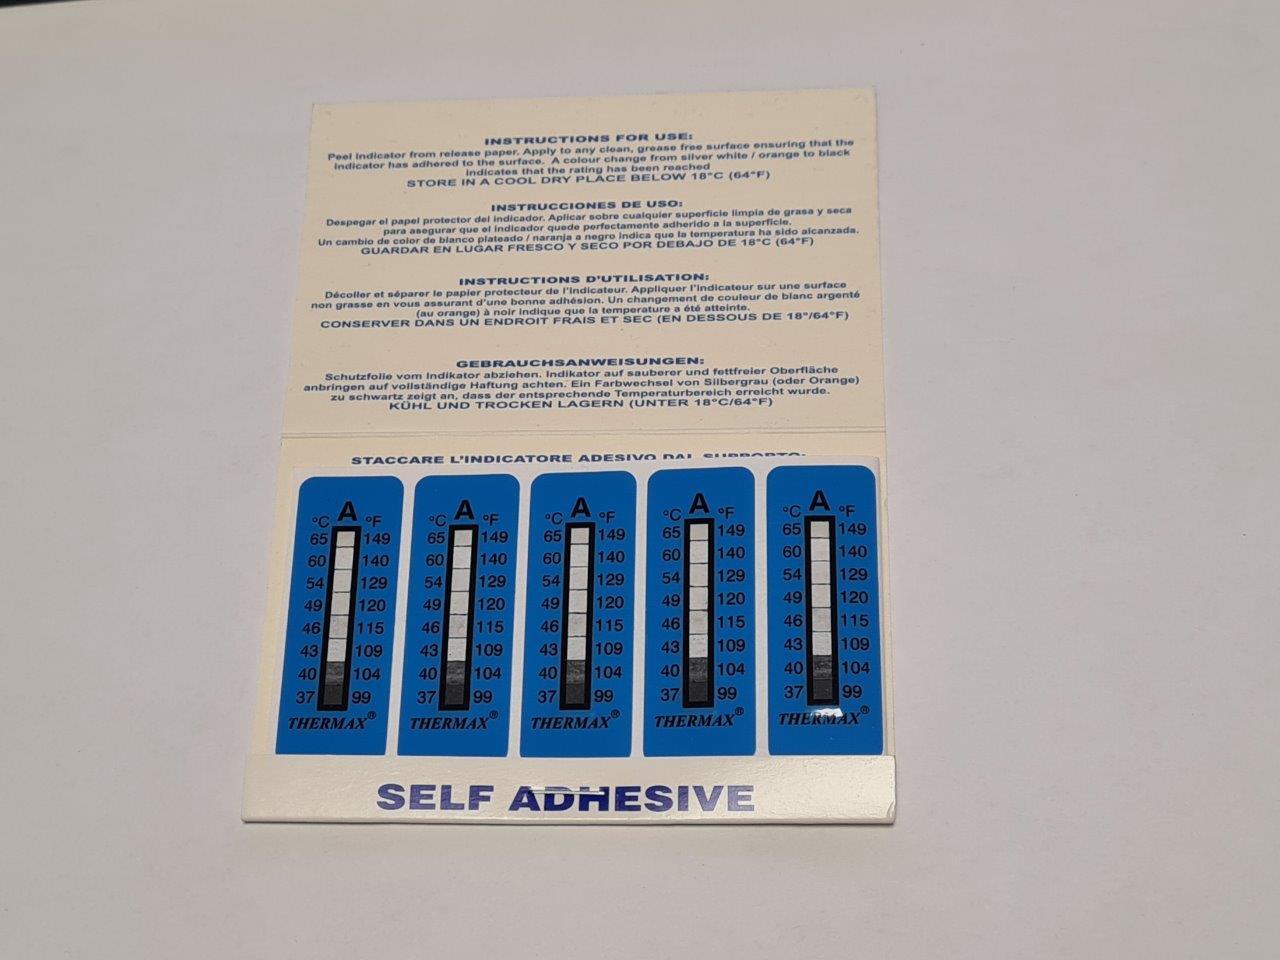 INSTRUCTIONS FOR USE:
Peel indicator from release paper. Apply to any clean, grease free surface ensuring that the
indicator has adhered to the surface. A colour change from silver white / orange to black
indicates that the rating has been reached
STORE IN A COOL DRY PLACE BELOW 18°C (64°F)
INSTRUCCIONES DE USO:
Despegar el papel protector del indicador. Aplicar sobre cualquier superficie limpia de grasa y seca
para asegurar que el indicador quede perfectamente adherido a la superficie.
Un cambio de color de blanco plateado / naranja a negro indica que la temperatura ha sido alcanzada.
GUARDAR EN LUGAR FRESCO Y SECO POR DEBAJO DE 18°C (64°F)
INSTRUCTIONS D'UTILISATION:
Décoller et séparer le papier protecteur de l'indicateur. Appliquer l'indicateur sur une surface
non grasse en vous assurant d'une bonne adhésion. Un changement de couleur de blanc argenté
(au orange) à noir indique que la temperature a été atteinte.
CONSERVER DANS UN ENDROIT FRAIS ET SEC (EN DESSOUS DE 18°/64°F)
GEBRAUCHSANWEISUNGEN:
Schutzfolie vom Indikator abziehen. Indikator auf sauberer und fettfreier Oberfläche
anbringen auf vollständige Haftung achten. Ein Farbwechsel von Silbergrau (oder Orange)
zu schwartz zeigt an, dass der entsprechende Temperaturbereich erreicht wurde.
KÜHL UND TROCKEN LAGERN (UNTER 18°C/64°F)
STACCARE L'INDICATORE ADESIVO DAL SUPPORTO:
°C A °F
65 149
60 140
54 129
49 120
46 115
43 109
40 104
37 99
THERMAX®
°C A °F
65 149
60 140
54 129
49 120
46 115
43 109
40 104
37 99
THERMAX®
°C A °F
65 149
60 140
54 129
49 120
46 115
43 109
40 104
37 99
THERMAX®
°C A °F
65 149
60 140
54 129
49 120
46 115
43 109
40 104
37 99
THERMAX®
°C A °F
65 149
60 140
54 129
49 120
46 115
43 109
40 104
37 99
THERMAX®
SELF ADHESIVE